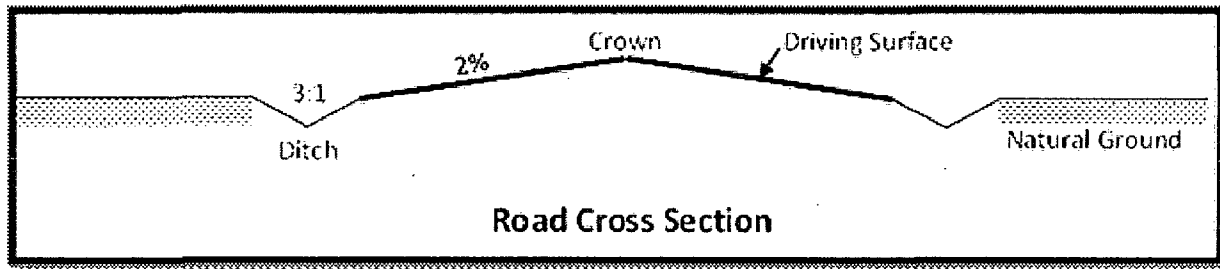 Crown
Driving Surface
2%
3:1
Ditch
Natural Ground
Road Cross Section